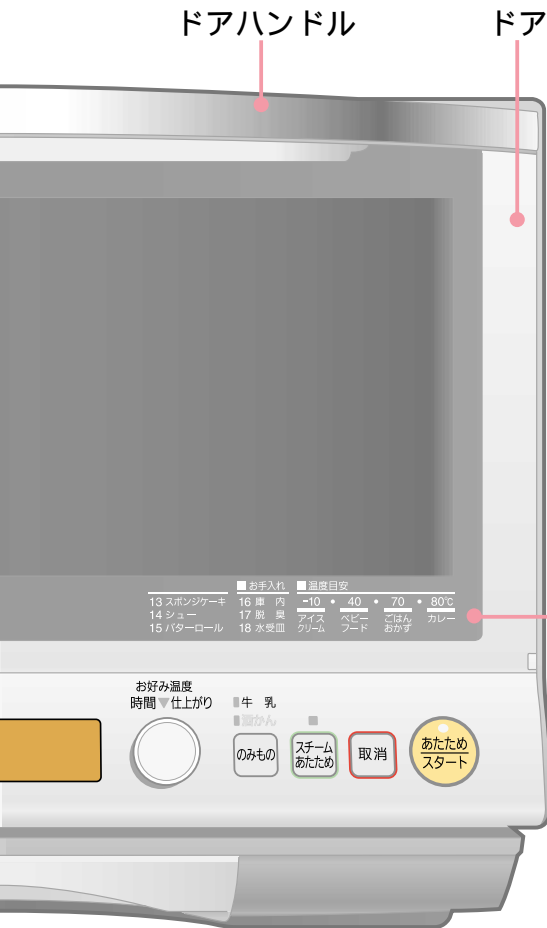 ドアハンドル
ドア
■お手入れ
■温度目安
13 スポンジケーキ
14 シュー
15 バターロール
16 庫 内
17 脱 臭
18 水受皿
-10 • 40 • 70 • 80℃
アイスクリーム
ベビーフード
ごはん
おかず
カレー
お好み温度
時間▼仕上がり
牛 乳
酒かん
のみもの
スチーム
あたため
取消
あたため
スタート